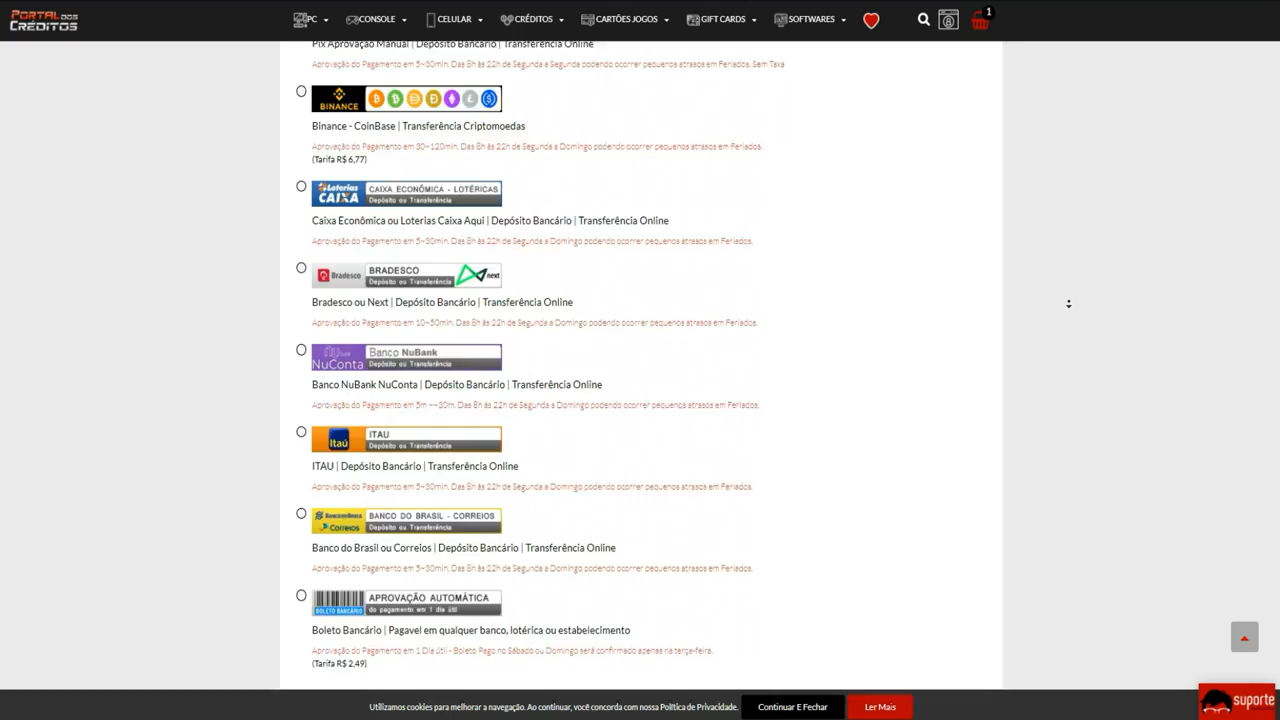 PORTAL DOS CRÉDITOS
PC CONSOLE CELULAR CRÉDITOS CARTÕES JOGOS GIFT CARDS SOFTWARES 1
Pix Aprovação Manual | Depósito Bancário | Transferência Online
Aprovação do Pagamento em 5~30min. Das 8h às 22h de Segunda a Segunda podendo ocorrer pequenos atrasos em Feriados. Sem Taxa
BINANCE
Binance - CoinBase | Transferência Criptomoedas
Aprovação do Pagamento em 30~120min. Das 8h às 22h de Segunda a Domingo podendo ocorrer pequenos atrasos em Feriados.
(Tarifa R$ 6,77)
Loterias CAIXA CAIXA ECONÔMICA - LOTÉRICAS
Depósito ou Transferência
Caixa Econômica ou Loterias Caixa Aqui | Depósito Bancário | Transferência Online
Aprovação do Pagamento em 5~30min. Das 8h às 22h de Segunda a Domingo podendo ocorrer pequenos atrasos em Feriados.
Bradesco BRADESCO next
Depósito ou Transferência
Bradesco ou Next | Depósito Bancário | Transferência Online
Aprovação do Pagamento em 10~50min. Das 8h às 22h de Segunda a Domingo podendo ocorrer pequenos atrasos em Feriados.
nu NuConta Banco NuBank
Depósito ou Transferência
Banco NuBank NuConta | Depósito Bancário | Transferência Online
Aprovação do Pagamento em 5m ~~30m. Das 8h às 22h de Segunda a Domingo podendo ocorrer pequenos atrasos em Feriados.
Itaú ITAU
Depósito ou Transferência
ITAU | Depósito Bancário | Transferência Online
Aprovação do Pagamento em 5~30min. Das 8h às 22h de Segunda a Domingo podendo ocorrer pequenos atrasos em Feriados.
BANCO DO BRASIL - CORREIOS
Correios Depósito ou Transferência
Banco do Brasil ou Correios | Depósito Bancário | Transferência Online
Aprovação do Pagamento em 5~30min. Das 8h às 22h de Segunda a Domingo podendo ocorrer pequenos atrasos em Feriados.
APROVAÇÃO AUTOMÁTICA
BOLETO BANCÁRIO do pagamento em 1 dia útil
Boleto Bancário | Pagavel em qualquer banco, lotérica ou estabelecimento
Aprovação do Pagamento em 1 Dia útil - Boleto Pago no Sábado ou Domingo será confirmado apenas na terça-feira.
(Tarifa R$ 2,49)
Utilizamos cookies para melhorar a navegação. Ao continuar, você concorda com nossa Política de Privacidade. Continuar E Fechar Ler Mais
suporte